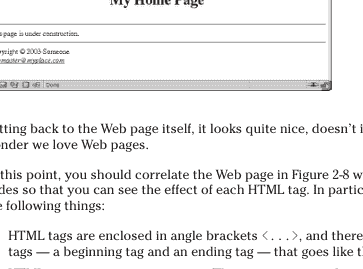 My Home Page
page is under construction.
pyright © 2003 Someone
master@myplace.com
Done
tting back to the Web page itself, it looks quite nice, doesn't i
onder we love Web pages.
this point, you should correlate the Web page in Figure 2-8 w
des so that you can see the effect of each HTML tag. In partic
e following things:
HTML tags are enclosed in angle brackets <...>, and there
tags — a beginning tag and an ending tag — that goes like t